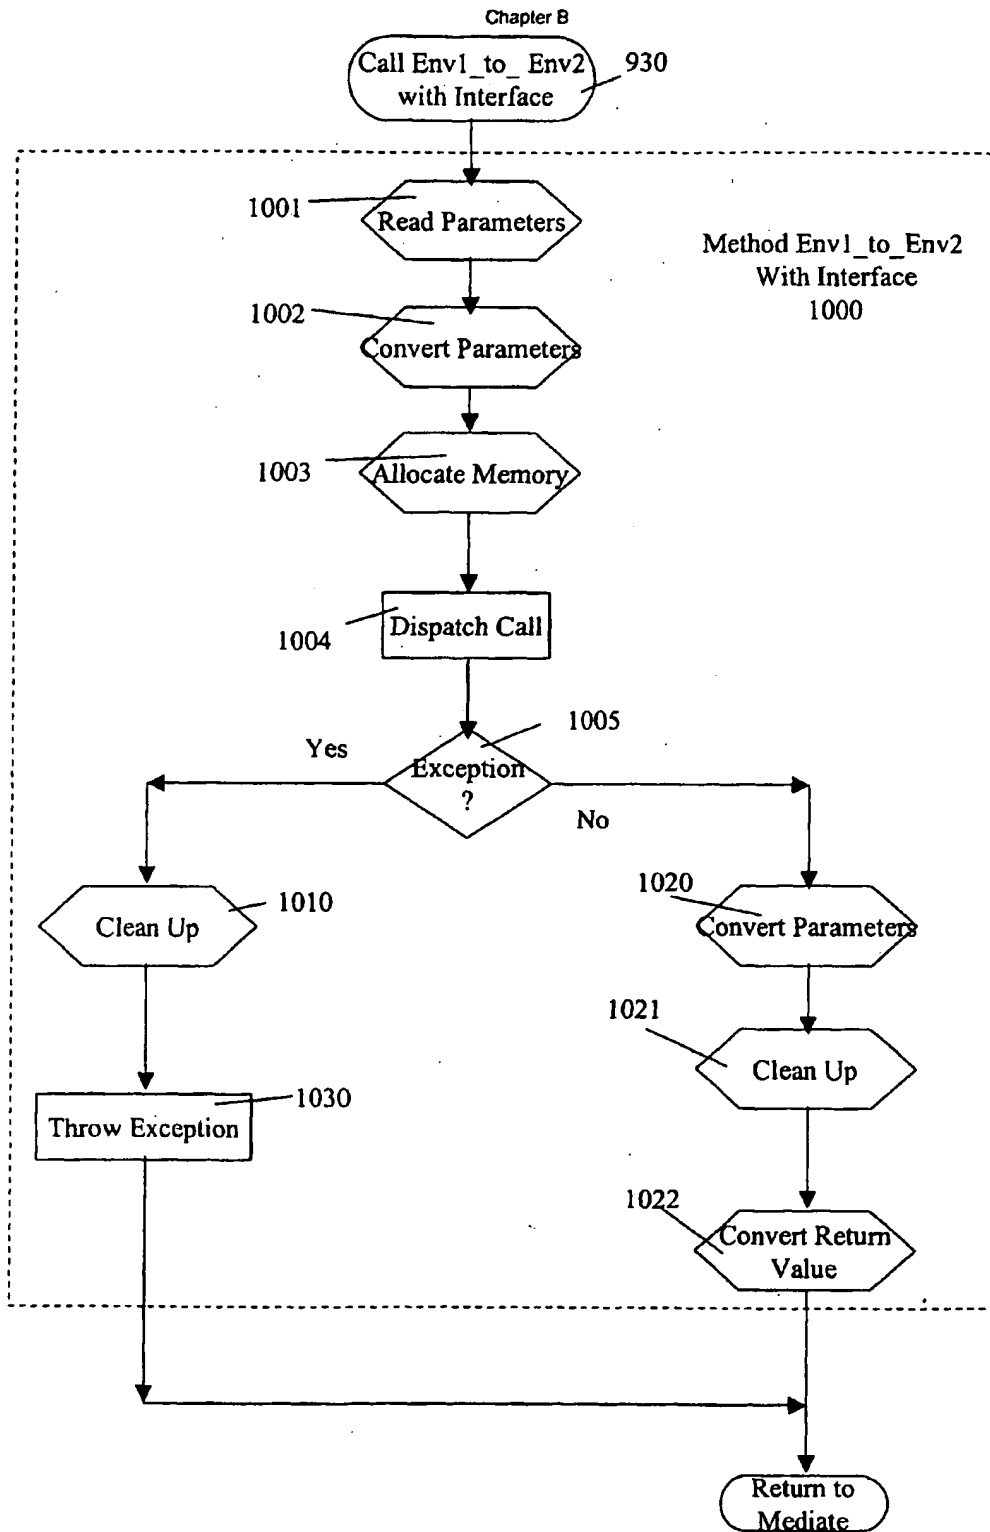 Chapter B
Call Env1_to_ Env2
with Interface
930
1001
Read Parameters
Method Env1_to_Env2
With Interface
1000
1002
Convert Parameters
1003
Allocate Memory
1004
Dispatch Call
1005
Yes
Exception
?
No
1010
Clean Up
1020
Convert Parameters
1021
Clean Up
1030
Throw Exception
1022
Convert Return
Value
Return to
Mediate